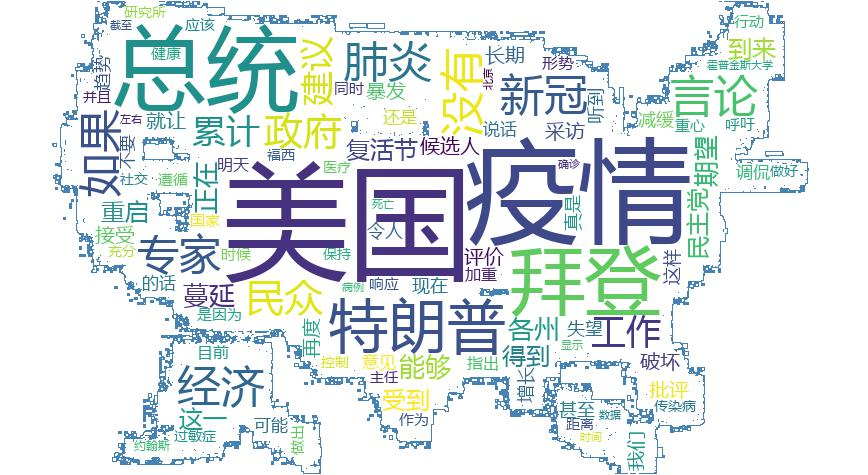 研究所
截至
应该
行动
总统
健康
趋势
建议
肺炎
没有
长期
形势
到来
霍普金斯大学
并且
同时
暴发
北京
新冠
听到
言论
左右
还是
减缓
重心
呼吁
如果
就让
累计
政府
说话
采访
不要
福西
复活节
候选人
明天
医疗
确诊
社交
遵循
正在
美国
疫情
民主党
期望
调侃
做好
重启
死亡
真是
国家
令人
接受
充分
专家
时候
保持
评价
加重
拜登
这样
的话
病例
响应
现在
蔓延
民众
是因为
特朗普
各州
失望
工作
再度
显示
目前
得到
破坏
控制
意见
能够
指出
经济
主任
增长
批评
传染病
受到
这一
甚至
数据
可能
作为
距离
过敏症
约翰斯
做出
时间
我们